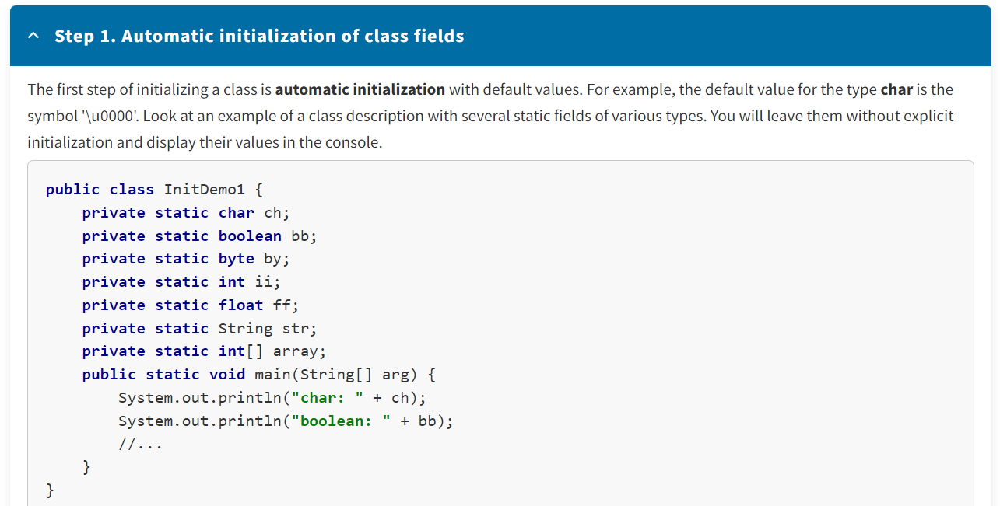 Step 1. Automatic initialization of class fields
The first step of initializing a class is automatic initialization with default values. For example, the default value for the type char is the
symbol '\u0000'. Look at an example of a class description with several static fields of various types. You will leave them without explicit
initialization and display their values in the console.
public class InitDemo1 {
    private static char ch;
    private static boolean bb;
    private static byte by;
    private static int ii;
    private static float ff;
    private static String str;
    private static int[] array;
    public static void main(String[] arg) {
        System.out.println("char: " + ch);
        System.out.println("boolean: " + bb);
        //...
    }
}